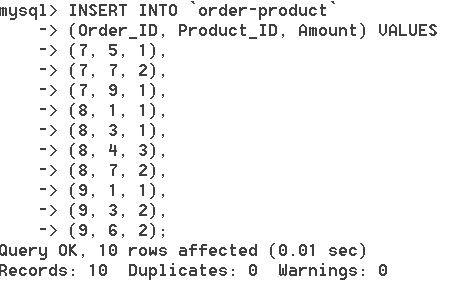 mysql> INSERT INTO `order-product`
    -> (Order_ID, Product_ID, Amount) VALUES
    -> (7, 5, 1),
    -> (7, 7, 2),
    -> (7, 9, 1),
    -> (8, 1, 1),
    -> (8, 3, 1),
    -> (8, 4, 3),
    -> (8, 7, 2),
    -> (9, 1, 1),
    -> (9, 3, 2),
    -> (9, 6, 2);
Query OK, 10 rows affected (0.01 sec)
Records: 10  Duplicates: 0  Warnings: 0